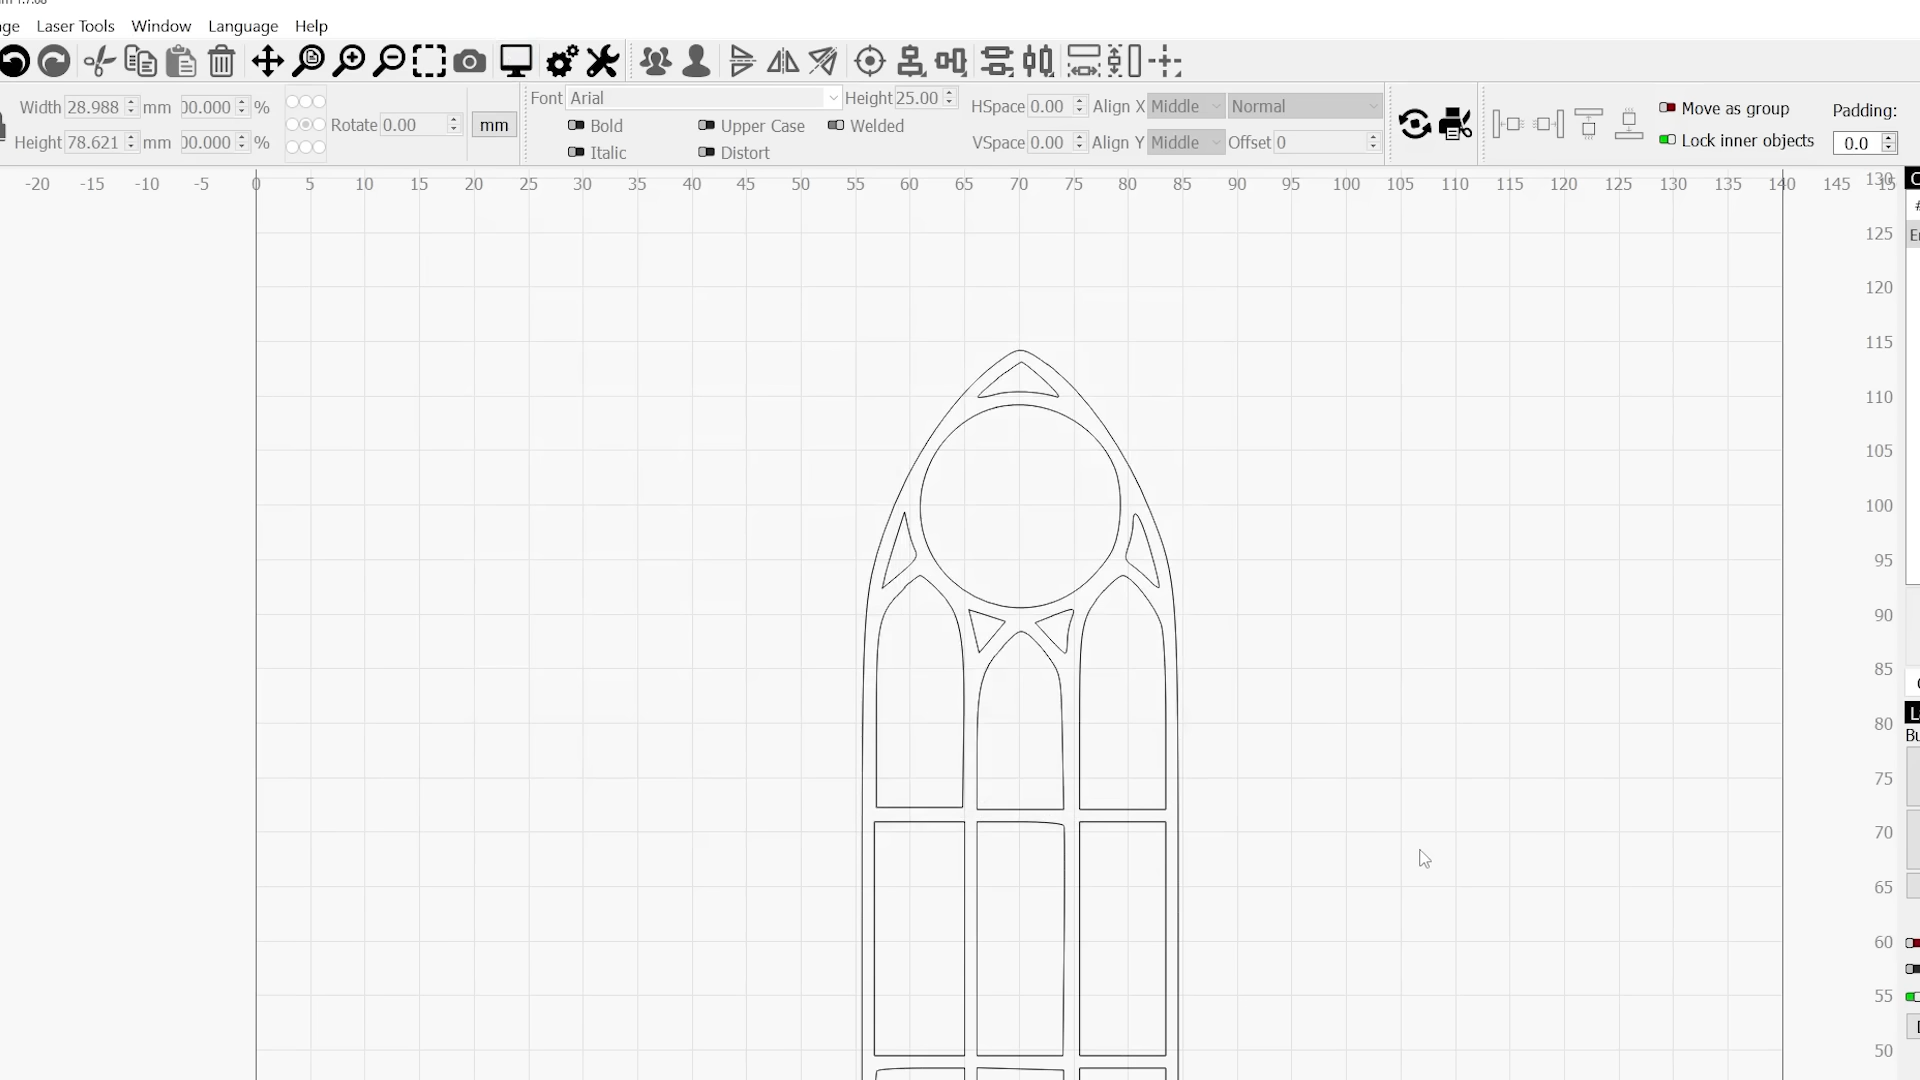 Laser Tools Window Language Help
Width 28.988 mm 00.000 %
Height 78.621 mm 00.000 %
Rotate 0.00 mm
Font Arial Height 25.00
Bold Upper Case Welded
Italic Distort
HSpace 0.00 Align X Middle Normal
VSpace 0.00 Align Y Middle Offset 0
Move as group
Lock inner objects
Padding:
0.0
-20 -15 -10 -5 0 5 10 15 20 25 30 35 40 45 50 55 60 65 70 75 80 85 90 95 100 105 110 115 120 125 130 135 140 145
130
125
120
115
110
105
100
95
90
85
80
75
70
65
60
55
50